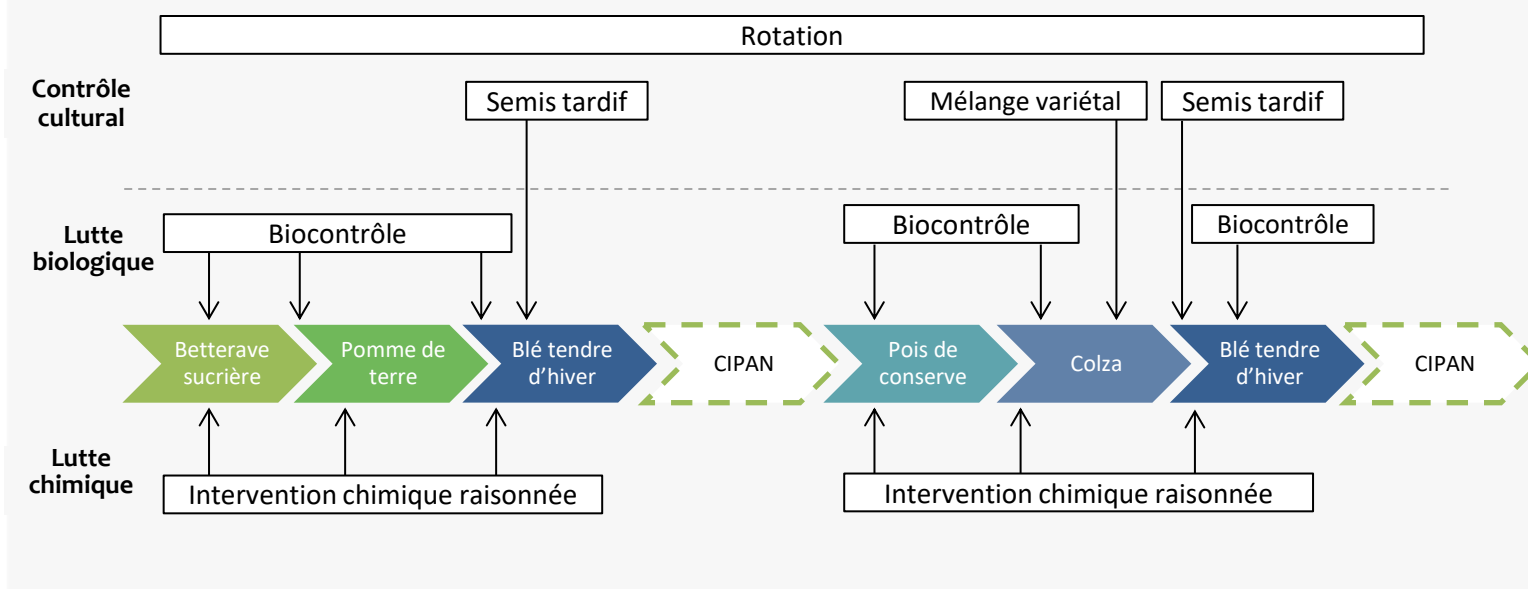 Rotation
Contrôle
cultural
Semis tardif
Mélange variétal
Semis tardif
Lutte
biologique
Biocontrôle
Biocontrôle
Biocontrôle
Betterave
sucrière
Pomme de
terre
Blé tendre
d’hiver
CIPAN
Pois de
conserve
Colza
Blé tendre
d’hiver
CIPAN
Lutte
chimique
Intervention chimique raisonnée
Intervention chimique raisonnée